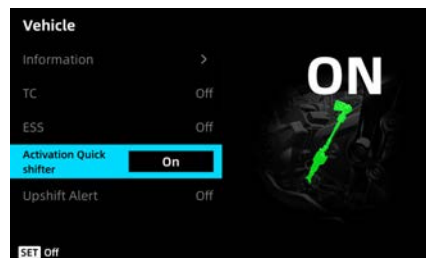 Vehicle
Information >
TC Off
ESS Off
Activation Quick
shifter On
Upshift Alert Off
SET Off
ON